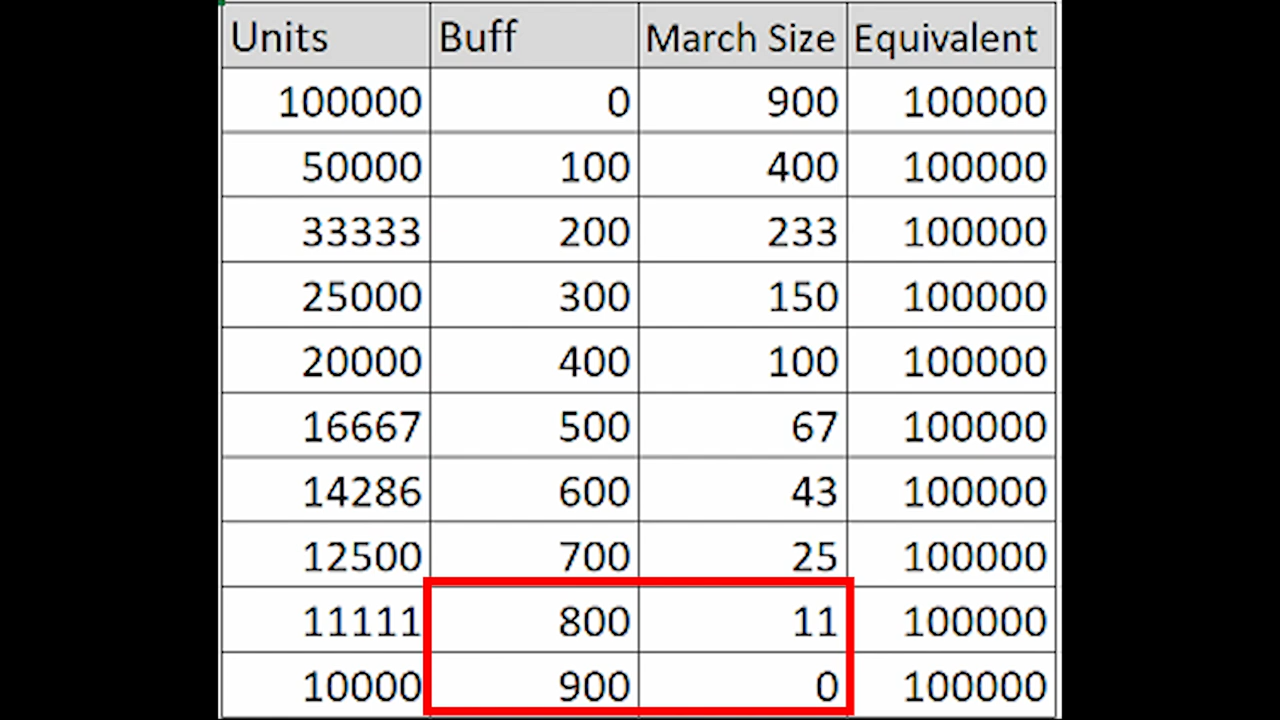 Units Buff March Size Equivalent
100000 0 900 100000
50000 100 400 100000
33333 200 233 100000
25000 300 150 100000
20000 400 100 100000
16667 500 67 100000
14286 600 43 100000
12500 700 25 100000
11111 800 11 100000
10000 900 0 100000